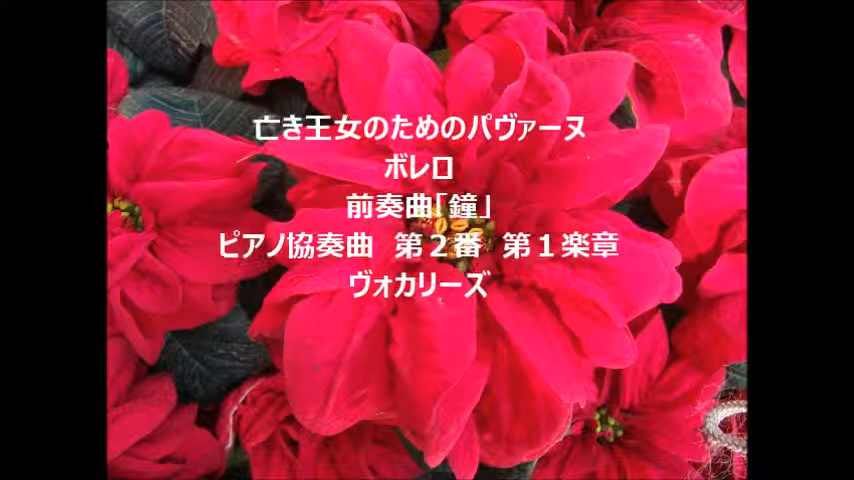 亡き王女のためのパヴァーヌ
ボレロ
前奏曲「鐘」
ピアノ協奏曲　第２番　第１楽章
ヴォカリーズ